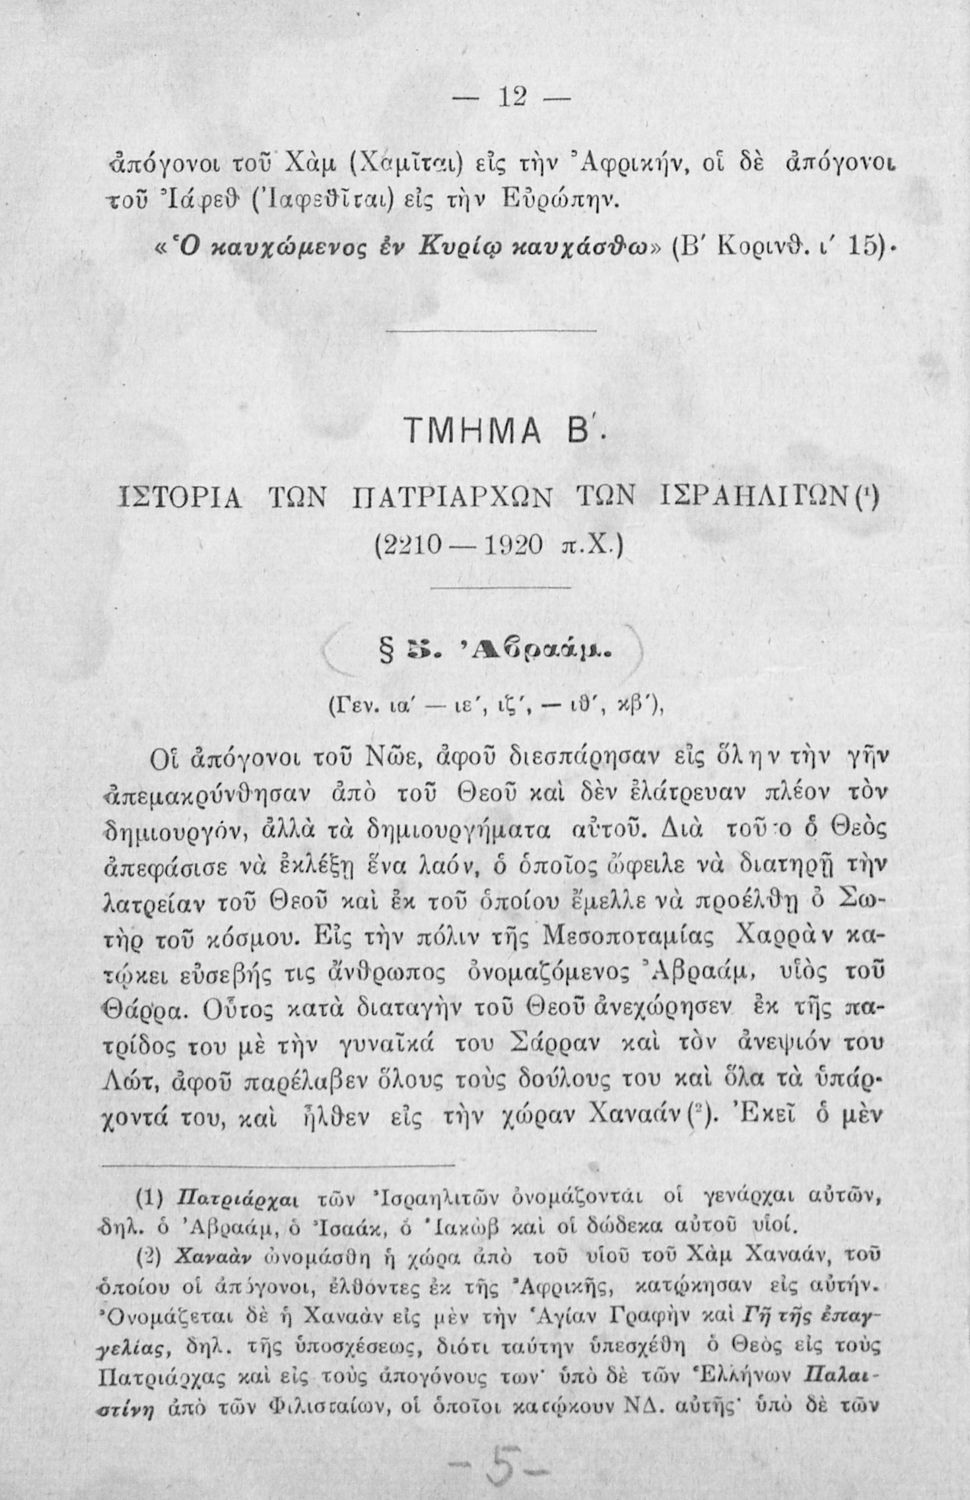 — 12 —
ἀπόγονοι τοῦ Χὰμ (Χαμῖται) εἰς τὴν Ἀφρικήν, οἱ δὲ ἀπόγονοι
τοῦ Ἰάφεθ (Ἰαφεθῖται) εἰς τὴν Εὐρώπην.
«Ὁ καυχώμενος ἐν Κυρίῳ καυχάσθω» (Β΄ Κορινθ. ι΄ 15).
ΤΜΗΜΑ Β΄.
ΙΣΤΟΡΙΑ ΤΩΝ ΠΑΤΡΙΑΡΧΩΝ ΤΩΝ ΙΣΡΑΗΛΙΤΩΝ(¹)
(2210 — 1920 π.Χ.)
§ 5. Ἀβραάμ.
(Γεν. ια΄ — ιε΄, ιζ΄, — ιθ΄, κβ΄),
Οἱ ἀπόγονοι τοῦ Νῶε, ἀφοῦ διεσπάρησαν εἰς ὅλην τὴν γῆν
ἀπεμακρύνθησαν ἀπὸ τοῦ Θεοῦ καὶ δὲν ἐλάτρευαν πλέον τὸν
δημιουργόν, ἀλλὰ τὰ δημιουργήματα αὐτοῦ. Διὰ τοῦτο ὁ Θεὸς
ἀπεφάσισε νὰ ἐκλέξῃ ἕνα λαόν, ὁ ὁποῖος ὤφειλε νὰ διατηρῇ τὴν
λατρείαν τοῦ Θεοῦ καὶ ἐκ τοῦ ὁποίου ἔμελλε νὰ προέλθῃ ὁ Σω-
τὴρ τοῦ κόσμου. Εἰς τὴν πόλιν τῆς Μεσοποταμίας Χαρρὰν κα-
τῴκει εὐσεβής τις ἄνθρωπος ὀνομαζόμενος Ἀβραάμ, υἱὸς τοῦ
Θάρρα. Οὗτος κατὰ διαταγὴν τοῦ Θεοῦ ἀνεχώρησεν ἐκ τῆς πα-
τρίδος του μὲ τὴν γυναῖκά του Σάρραν καὶ τὸν ἀνεψιόν του
Λώτ, ἀφοῦ παρέλαβεν ὅλους τοὺς δούλους του καὶ ὅλα τὰ ὑπάρ-
χοντά του, καὶ ἦλθεν εἰς τὴν χώραν Χαναάν(²). Ἐκεῖ ὁ μὲν
(1) Πατριάρχαι τῶν Ἰσραηλιτῶν ὀνομάζονται οἱ γενάρχαι αὐτῶν,
δηλ. ὁ Ἀβραάμ, ὁ Ἰσαάκ, ὁ Ἰακὼβ καὶ οἱ δώδεκα αὐτοῦ υἱοί.
(2) Χαναὰν ὠνομάσθη ἡ χώρα ἀπὸ τοῦ υἱοῦ τοῦ Χὰμ Χαναάν, τοῦ
ὁποίου οἱ ἀπόγονοι, ἐλθόντες ἐκ τῆς Ἀφρικῆς, κατῴκησαν εἰς αὐτήν.
Ὀνομάζεται δὲ ἡ Χαναὰν εἰς μὲν τὴν Ἁγίαν Γραφὴν καὶ Γῆ τῆς ἐπαγ-
γελίας, δηλ. τῆς ὑποσχέσεως, διότι ταύτην ὑπεσχέθη ὁ Θεὸς εἰς τοὺς
Πατριάρχας καὶ εἰς τοὺς ἀπογόνους των· ὑπὸ δὲ τῶν Ἑλλήνων Παλαι-
στίνη ἀπὸ τῶν Φιλισταίων, οἱ ὁποῖοι κατῴκουν ΝΔ. αὐτῆς· ὑπὸ δὲ τῶν
-5-